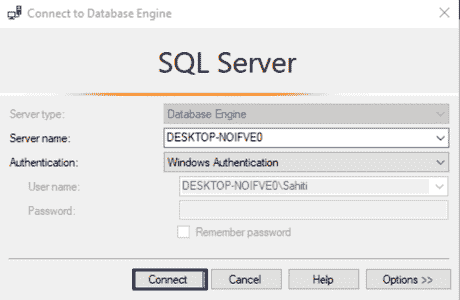 Connect to Database Engine
SQL Server
Server type: Database Engine
Server name: DESKTOP-NOIFVE0
Authentication: Windows Authentication
User name: DESKTOP-NOIFVE0\Sahiti
Password:
Remember password
Connect Cancel Help Options >>